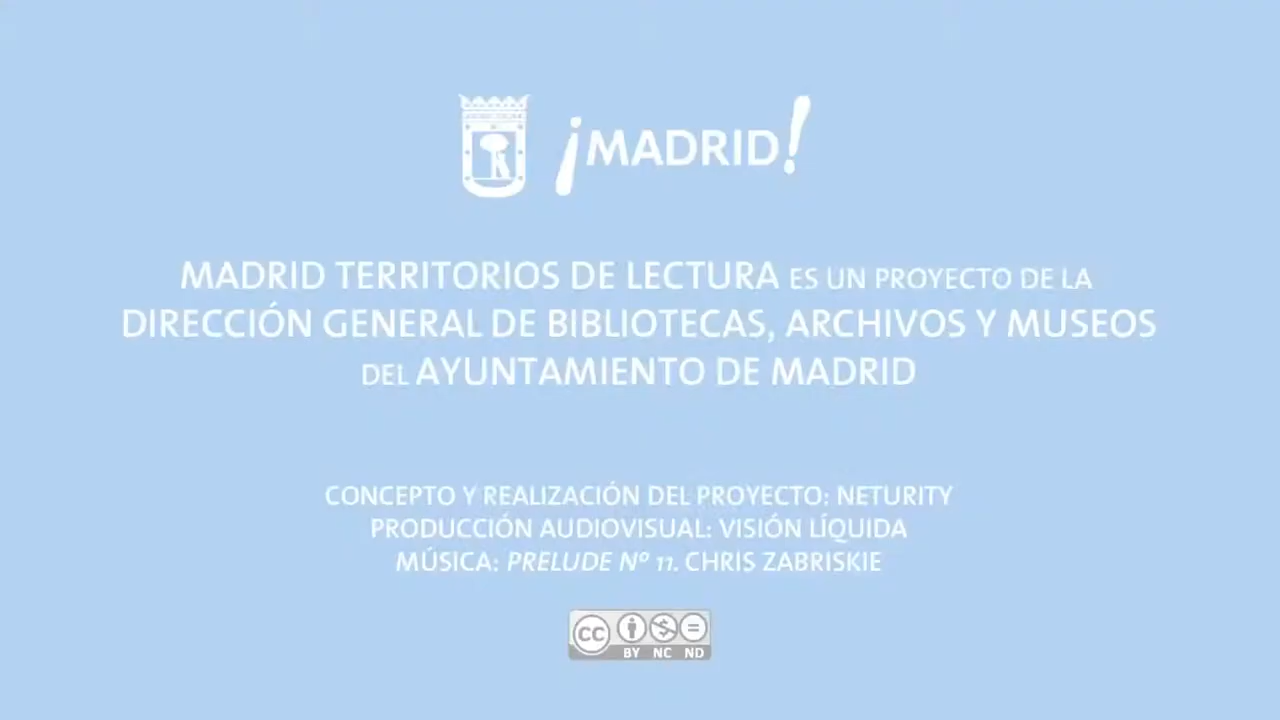 ¡MADRID!
MADRID TERRITORIOS DE LECTURA ES UN PROYECTO DE LA
DIRECCIÓN GENERAL DE BIBLIOTECAS, ARCHIVOS Y MUSEOS
DEL AYUNTAMIENTO DE MADRID
CONCEPTO Y REALIZACIÓN DEL PROYECTO: NETURITY
PRODUCCIÓN AUDIOVISUAL: VISIÓN LÍQUIDA
MÚSICA: PRELUDE Nº 11. CHRIS ZABRISKIE
CC
BY NC ND